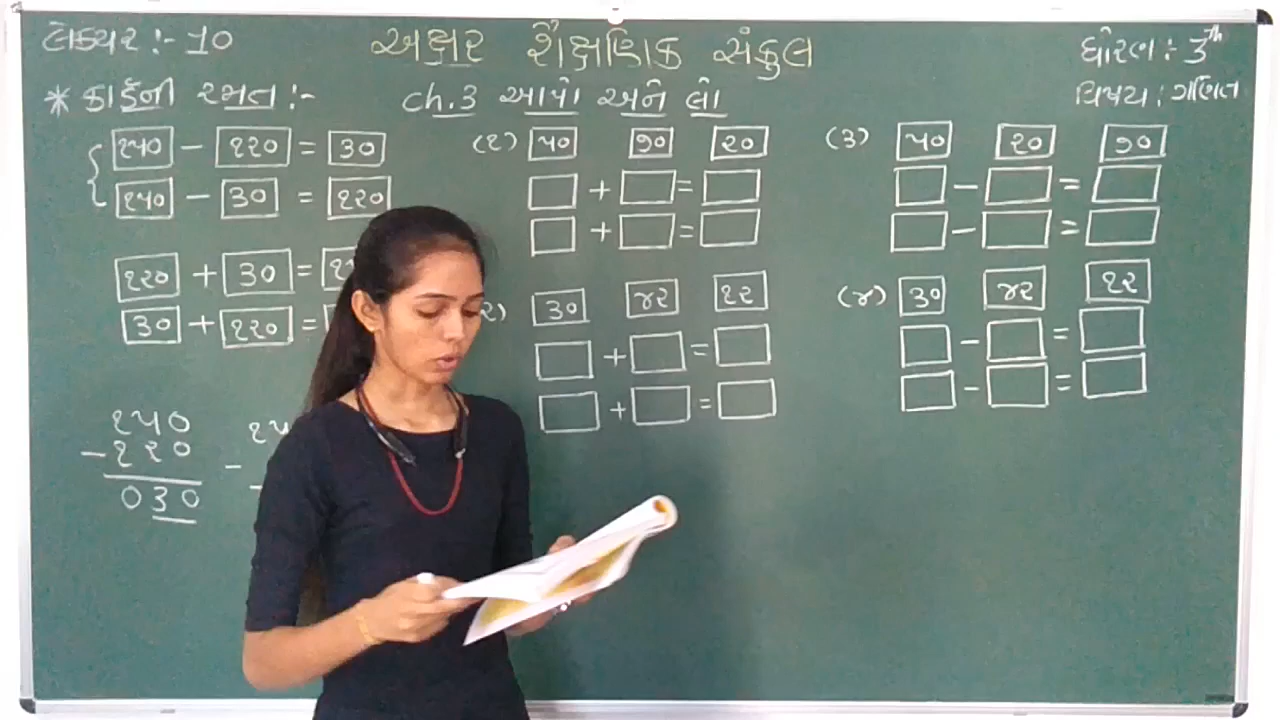 લેક્ચર :- 10
અક્ષર શૈક્ષણિક સંકુલ
ધોરણ : 3th
વિષય : ગણિત
* કાર્ડની રમત :-
ch.3 આપો અને લો
૧૫૦ - ૧૨૦ = ૩૦
૧૫૦ - ૩૦ = ૧૨૦
૧૨૦ + ૩૦ =
૩૦ + ૧૨૦ =
૧૫૦
- ૧૨૦
૦૩૦
-
(૧) ૫૦ ૭૦ ૨૦
+ =
+ =
૩૦ ૪૨ ૧૨
+ =
+ =
(૩) ૫૦ ૨૦ ૭૦
- =
- =
(૪) ૩૦ ૪૨ ૧૨
- =
- =